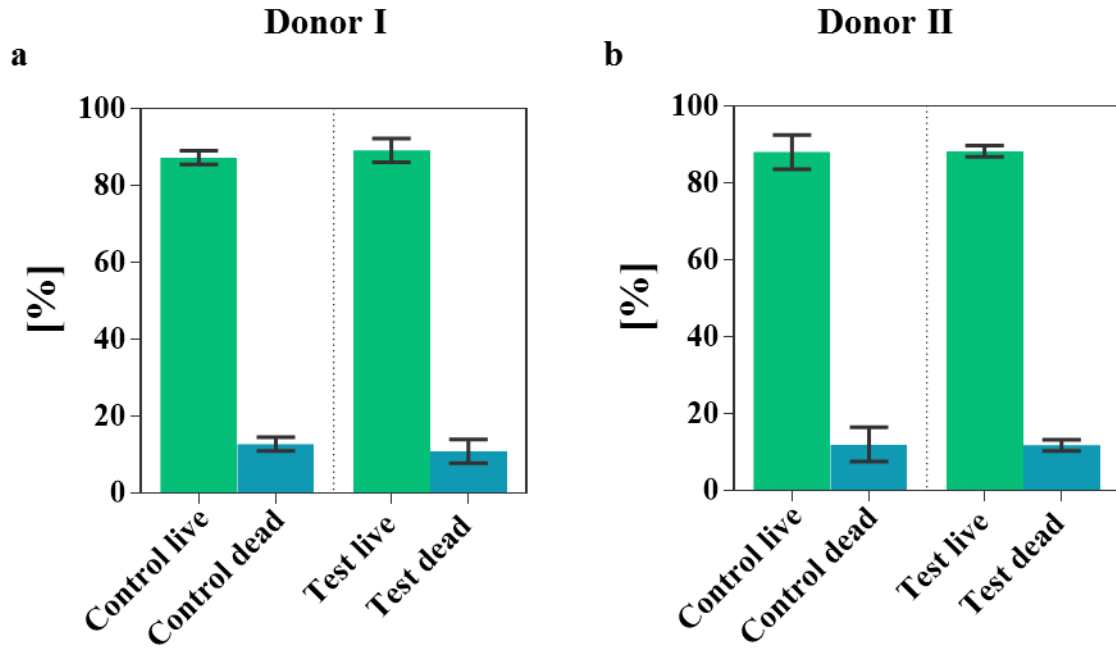 Donor I
a
[%]
100
80
60
40
20
0
Control live
Control dead
Test live
Test dead
Donor II
b
[%]
100
80
60
40
20
0
Control live
Control dead
Test live
Test dead